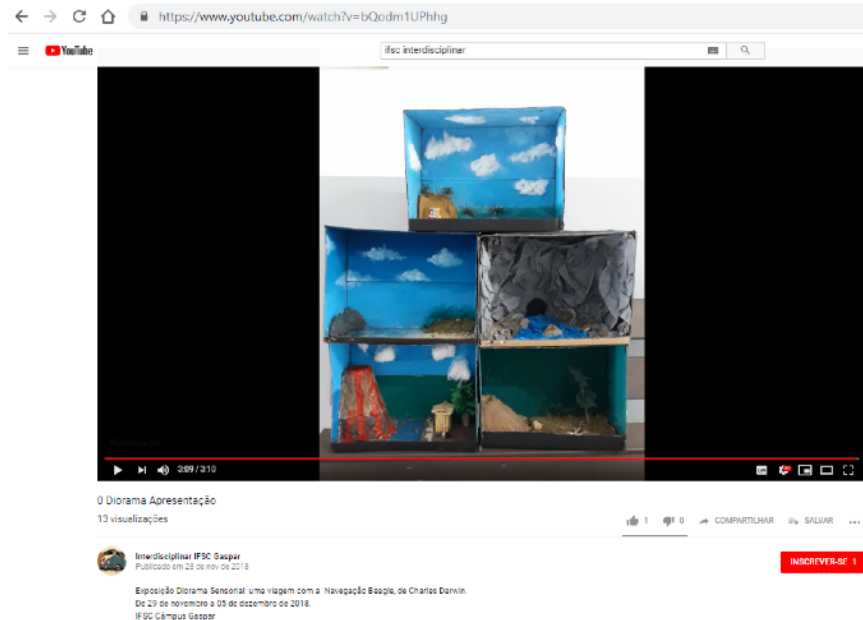 https://www.youtube.com/watch?v=bQodm1UPhhg
YouTube
ifsc interdisciplinar
3:09 / 3:10
0 Diorama Apresentação
13 visualizações
1 0 COMPARTILHAR SALVAR ...
Interdisciplinar IFSC Gaspar
Publicado em 28 de nov de 2018
INSCREVER-SE 1
Exposição Diorama Sensorial: uma viagem com a Navegação Beagle, de Charles Darwin.
De 29 de novembro a 05 de dezembro de 2018.
IFSC Câmpus Gaspar